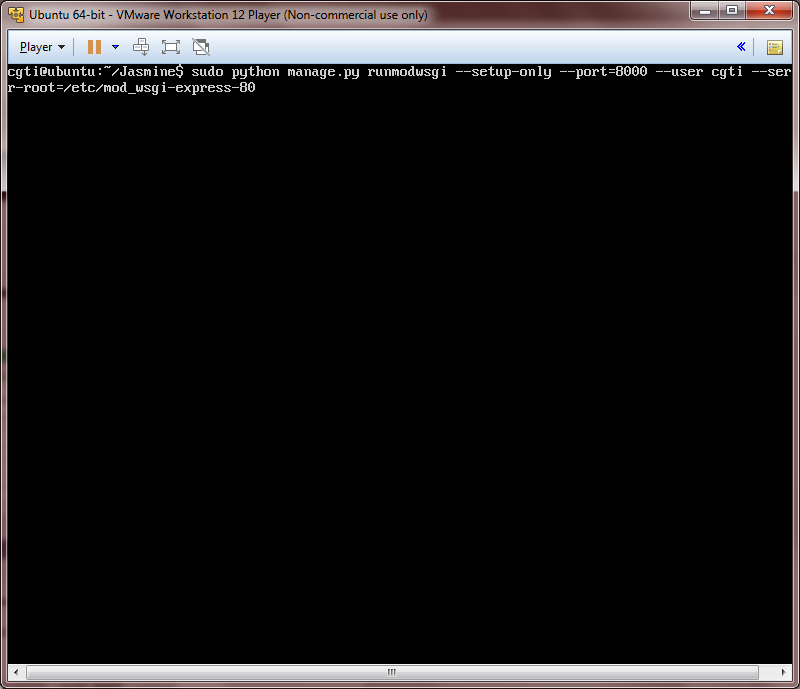 Ubuntu 64-bit - VMware Workstation 12 Player (Non-commercial use only)
Player
cgti@ubuntu:~/Jasmine$ sudo python manage.py runmodwsgi --setup-only --port=8000 --user cgti --ser
r-root=/etc/mod_wsgi-express-80